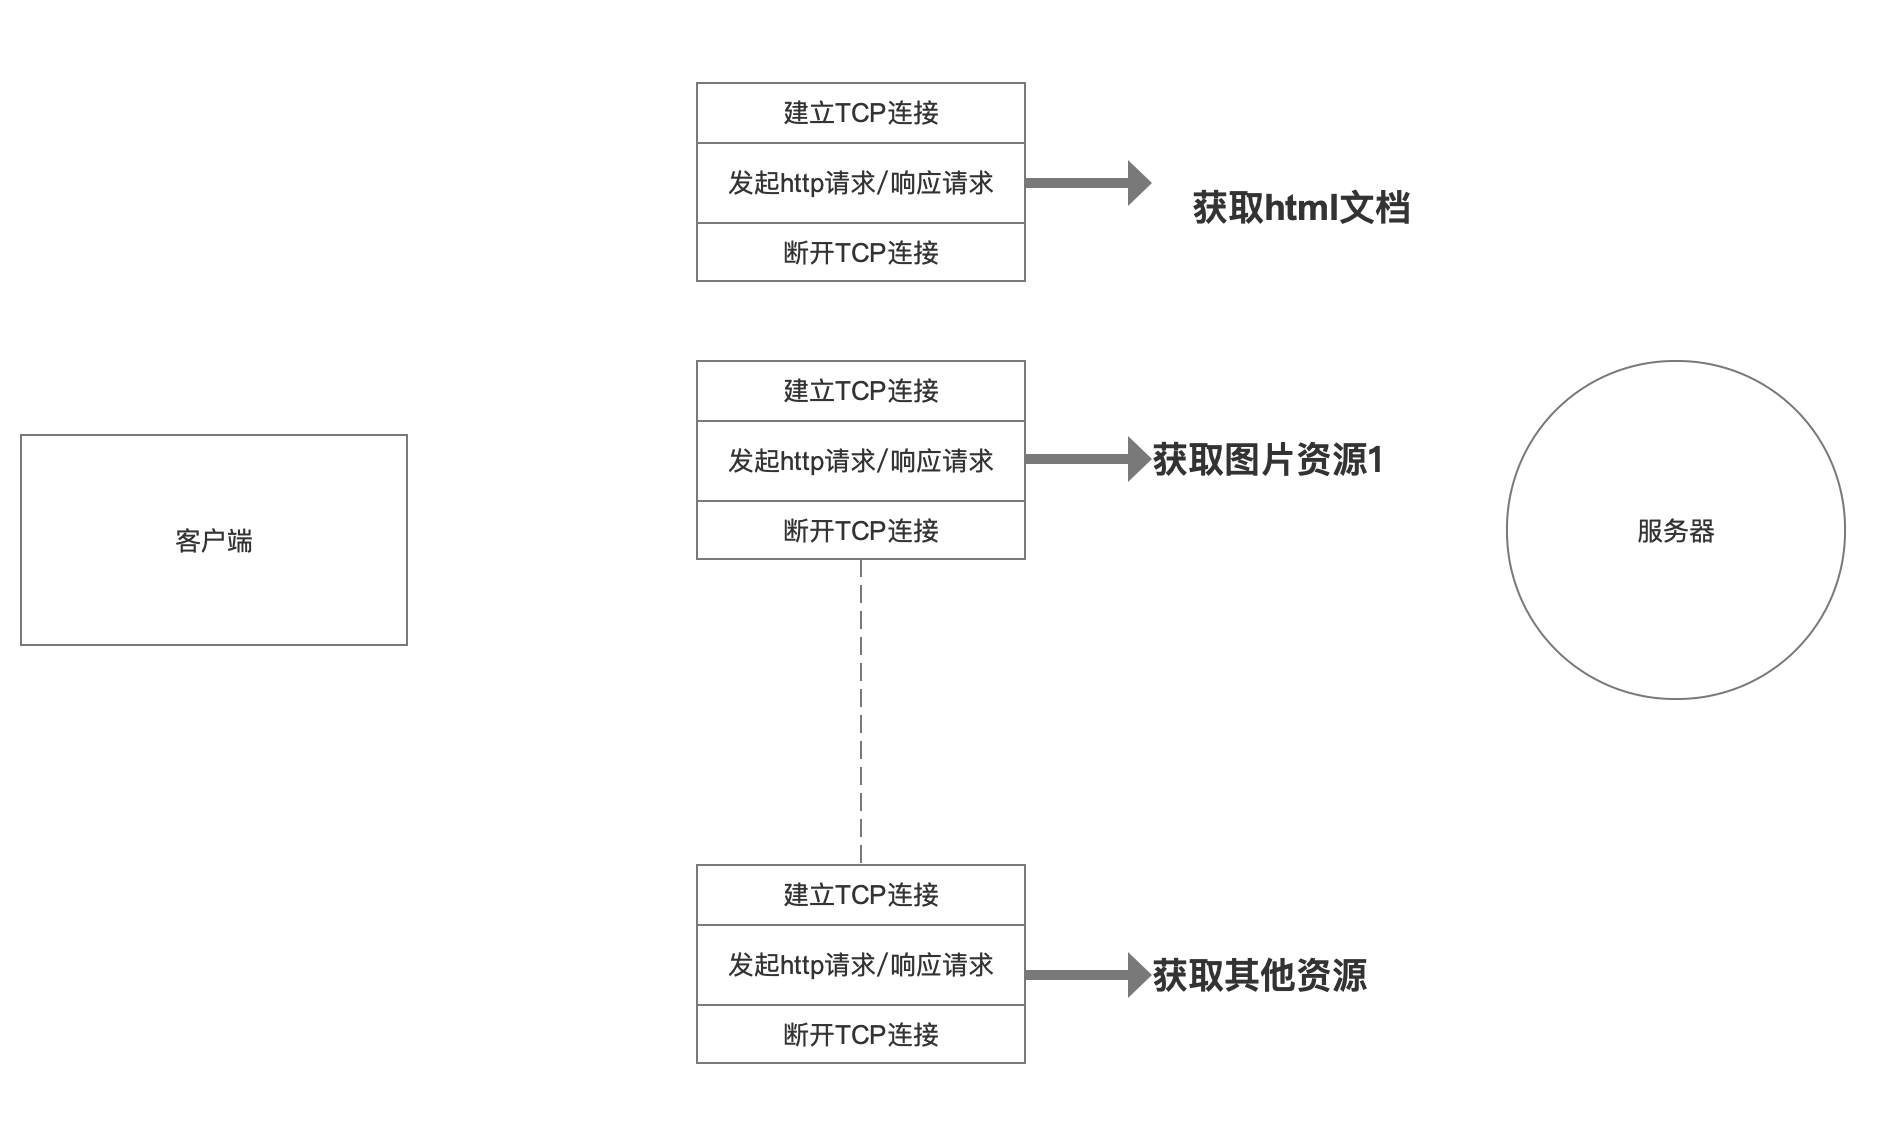 建立TCP连接
发起http请求/响应请求
获取html文档
断开TCP连接
建立TCP连接
发起http请求/响应请求
获取图片资源1
断开TCP连接
客户端
服务器
建立TCP连接
发起http请求/响应请求
获取其他资源
断开TCP连接